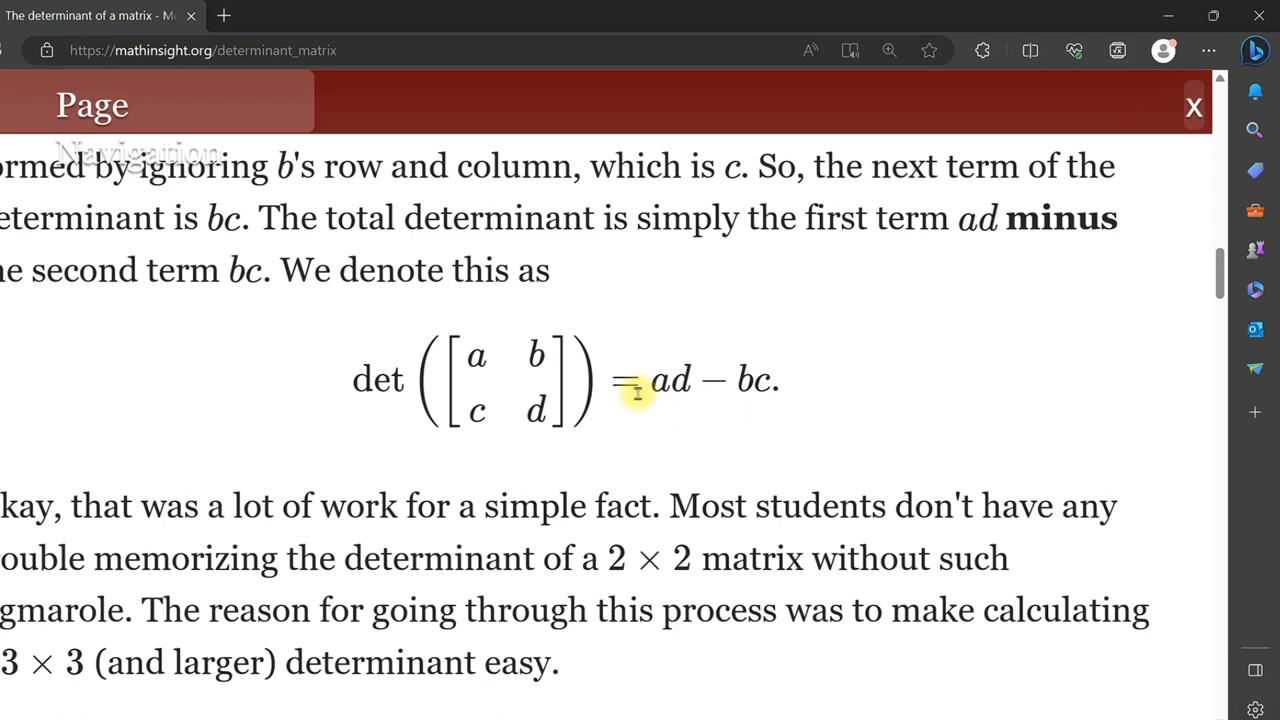 The determinant of a matrix - M
https://mathinsight.org/determinant_matrix
Page
Navigation
X
ormed by ignoring b's row and column, which is c. So, the next term of the
eterminant is bc. The total determinant is simply the first term ad minus
he second term bc. We denote this as
det ([a b
c d]) = ad − bc.
kay, that was a lot of work for a simple fact. Most students don't have any
rouble memorizing the determinant of a 2 × 2 matrix without such
gmarole. The reason for going through this process was to make calculating
3 × 3 (and larger) determinant easy.